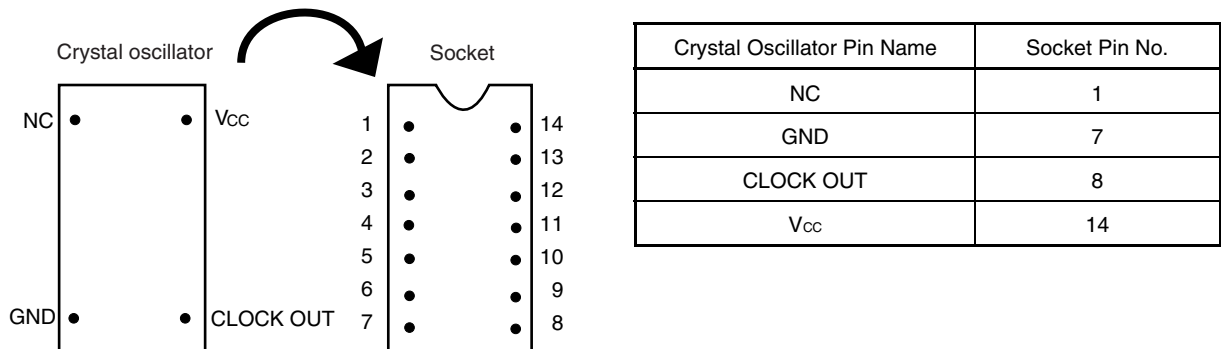 Crystal oscillator
NC
Vcc
GND
CLOCK OUT
Socket
1
14
2
13
3
12
4
11
5
10
6
9
7
8
Crystal Oscillator Pin Name Socket Pin No.
NC 1
GND 7
CLOCK OUT 8
Vcc 14